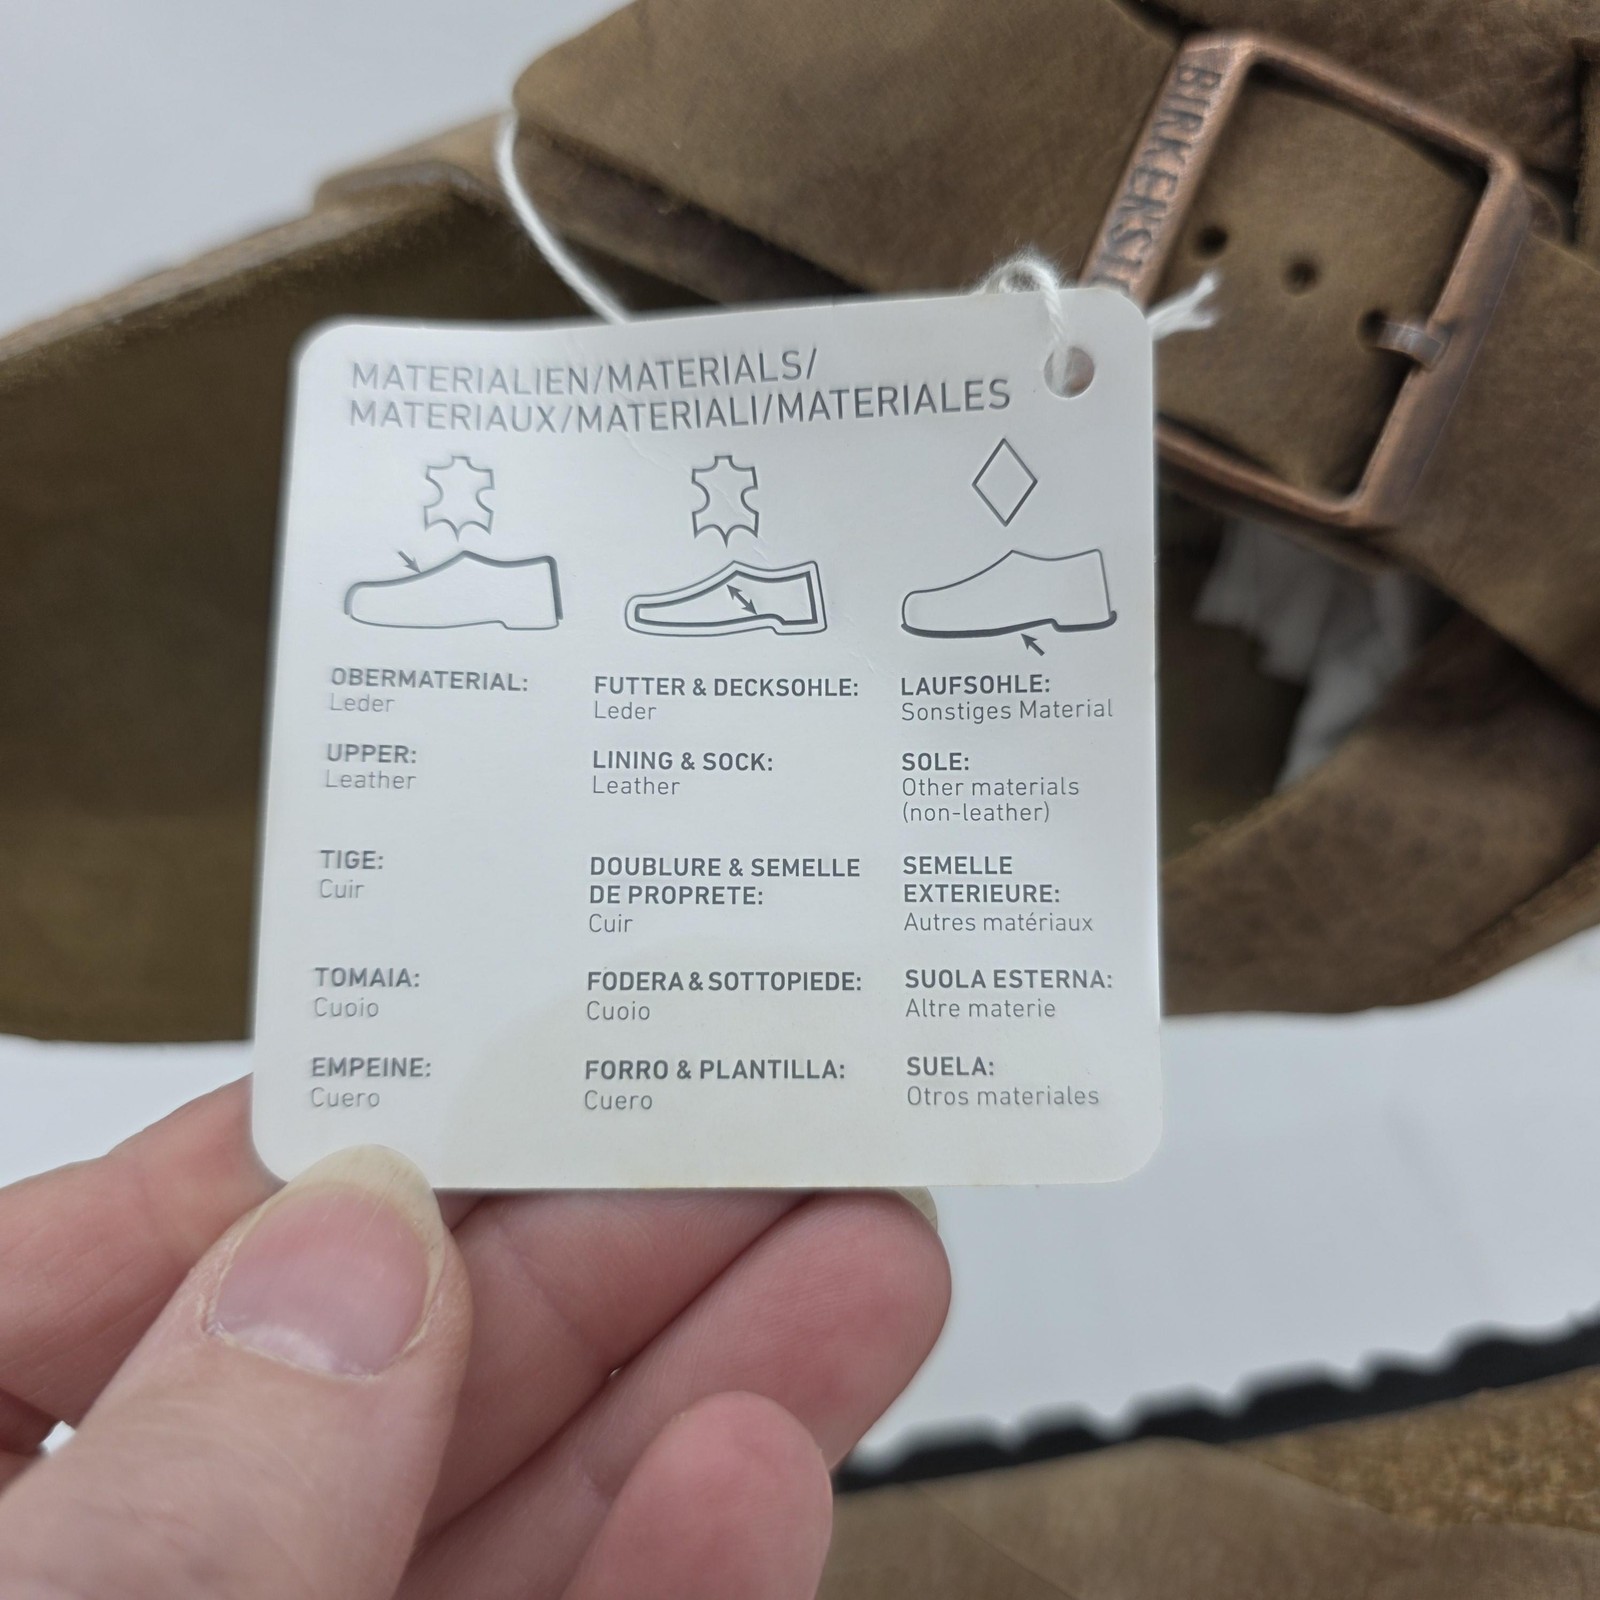 MATERIALIEN/MATERIALS/
MATERIAUX/MATERIALI/MATERIALES
OBERMATERIAL:
Leder
UPPER:
Leather
TIGE:
Cuir
TOMAIA:
Cuoio
EMPEINE:
Cuero
FUTTER & DECKSOHLE:
Leder
LINING & SOCK:
Leather
DOUBLURE & SEMELLE
DE PROPRETE:
Cuir
FODERA & SOTTOPIEDE:
Cuoio
FORRO & PLANTILLA:
Cuero
LAUFSOHLE:
Sonstiges Material
SOLE:
Other materials
(non-leather)
SEMELLE
EXTERIEURE:
Autres matériaux
SUOLA ESTERNA:
Altre materie
SUELA:
Otros materiales